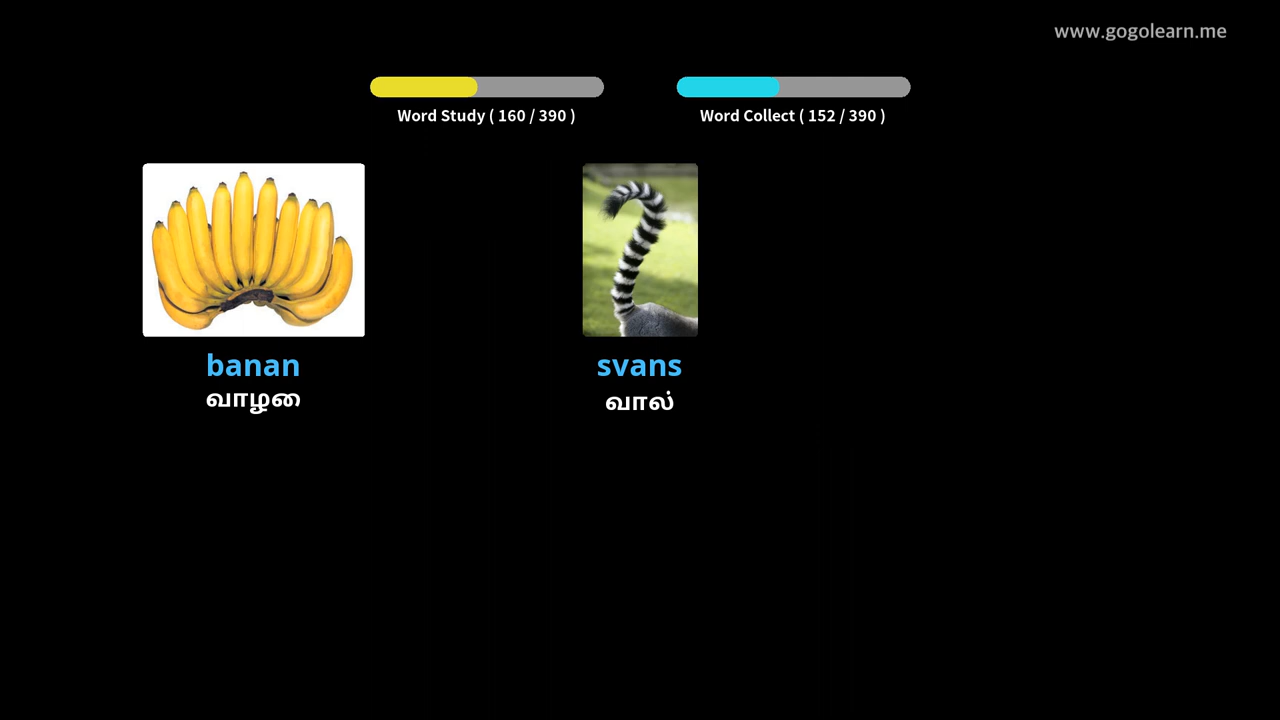 www.gogolearn.me
Word Study ( 160 / 390 )
Word Collect ( 152 / 390 )
banan
வாழை
svans
வால்